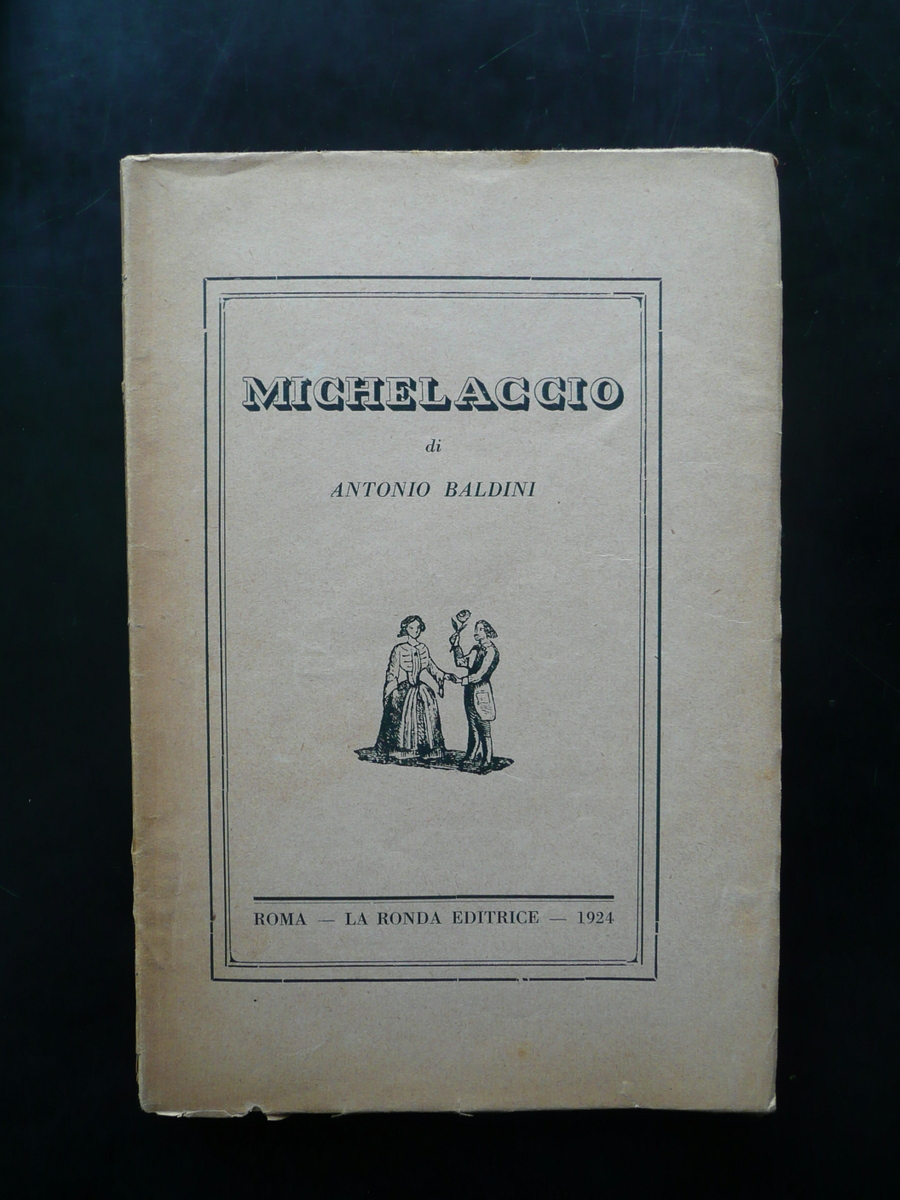 MICHELACCIO
di
ANTONIO BALDINI
ROMA — LA RONDA EDITRICE — 1924